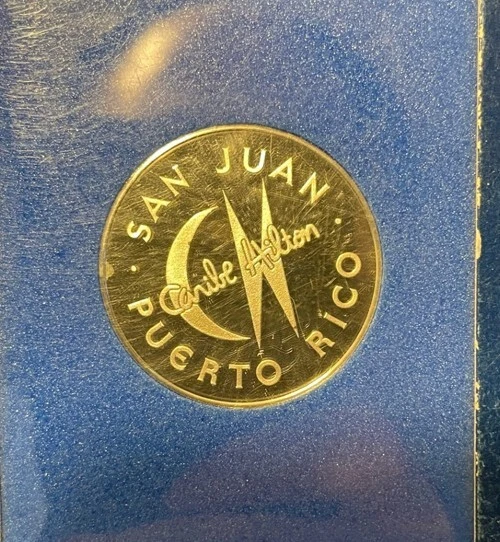 SAN JUAN
Caribe Hilton
PUERTO RICO